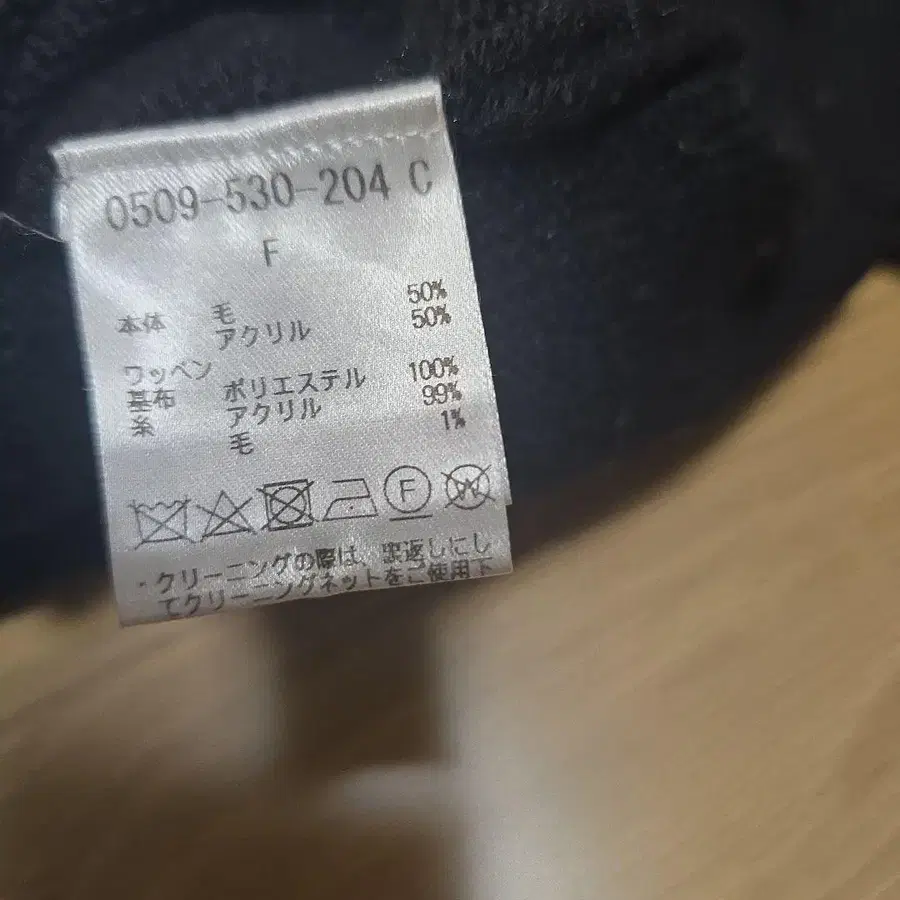 0509-530-204 C
F
本体 毛 50%
アクリル 50%
ワッペン
基布 ポリエステル 100%
糸 アクリル 99%
毛 1%
F W
・クリーニングの際は、裏返しにし
てクリーニングネットをご使用下